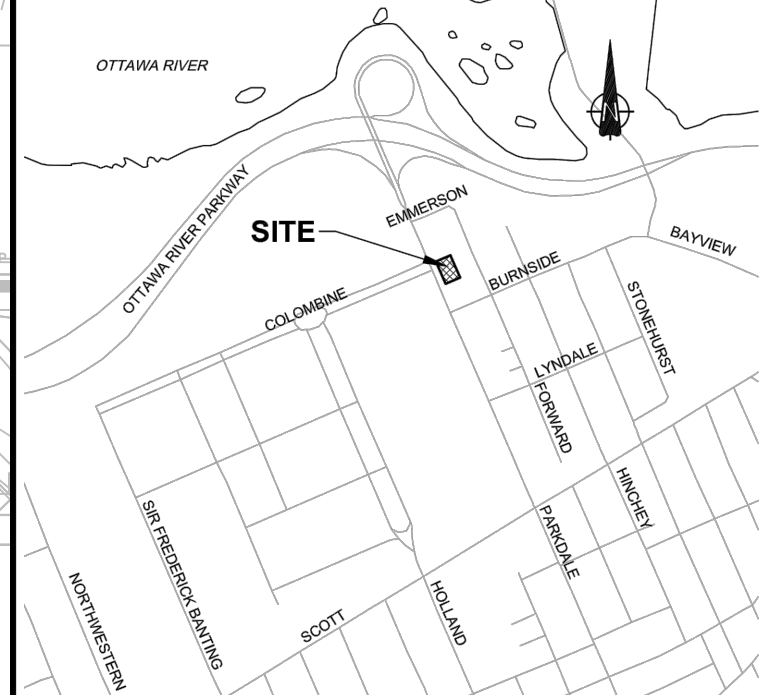 OTTAWA RIVER
N
OTTAWA RIVER PARKWAY
EMMERSON
SITE
BAYVIEW
BURNSIDE
COLOMBINE
STONEHURST
LYNDALE
FORWARD
HINCHEY
SIR FREDERICK BANTING
PARKDALE
NORTHWESTERN
HOLLAND
SCOTT